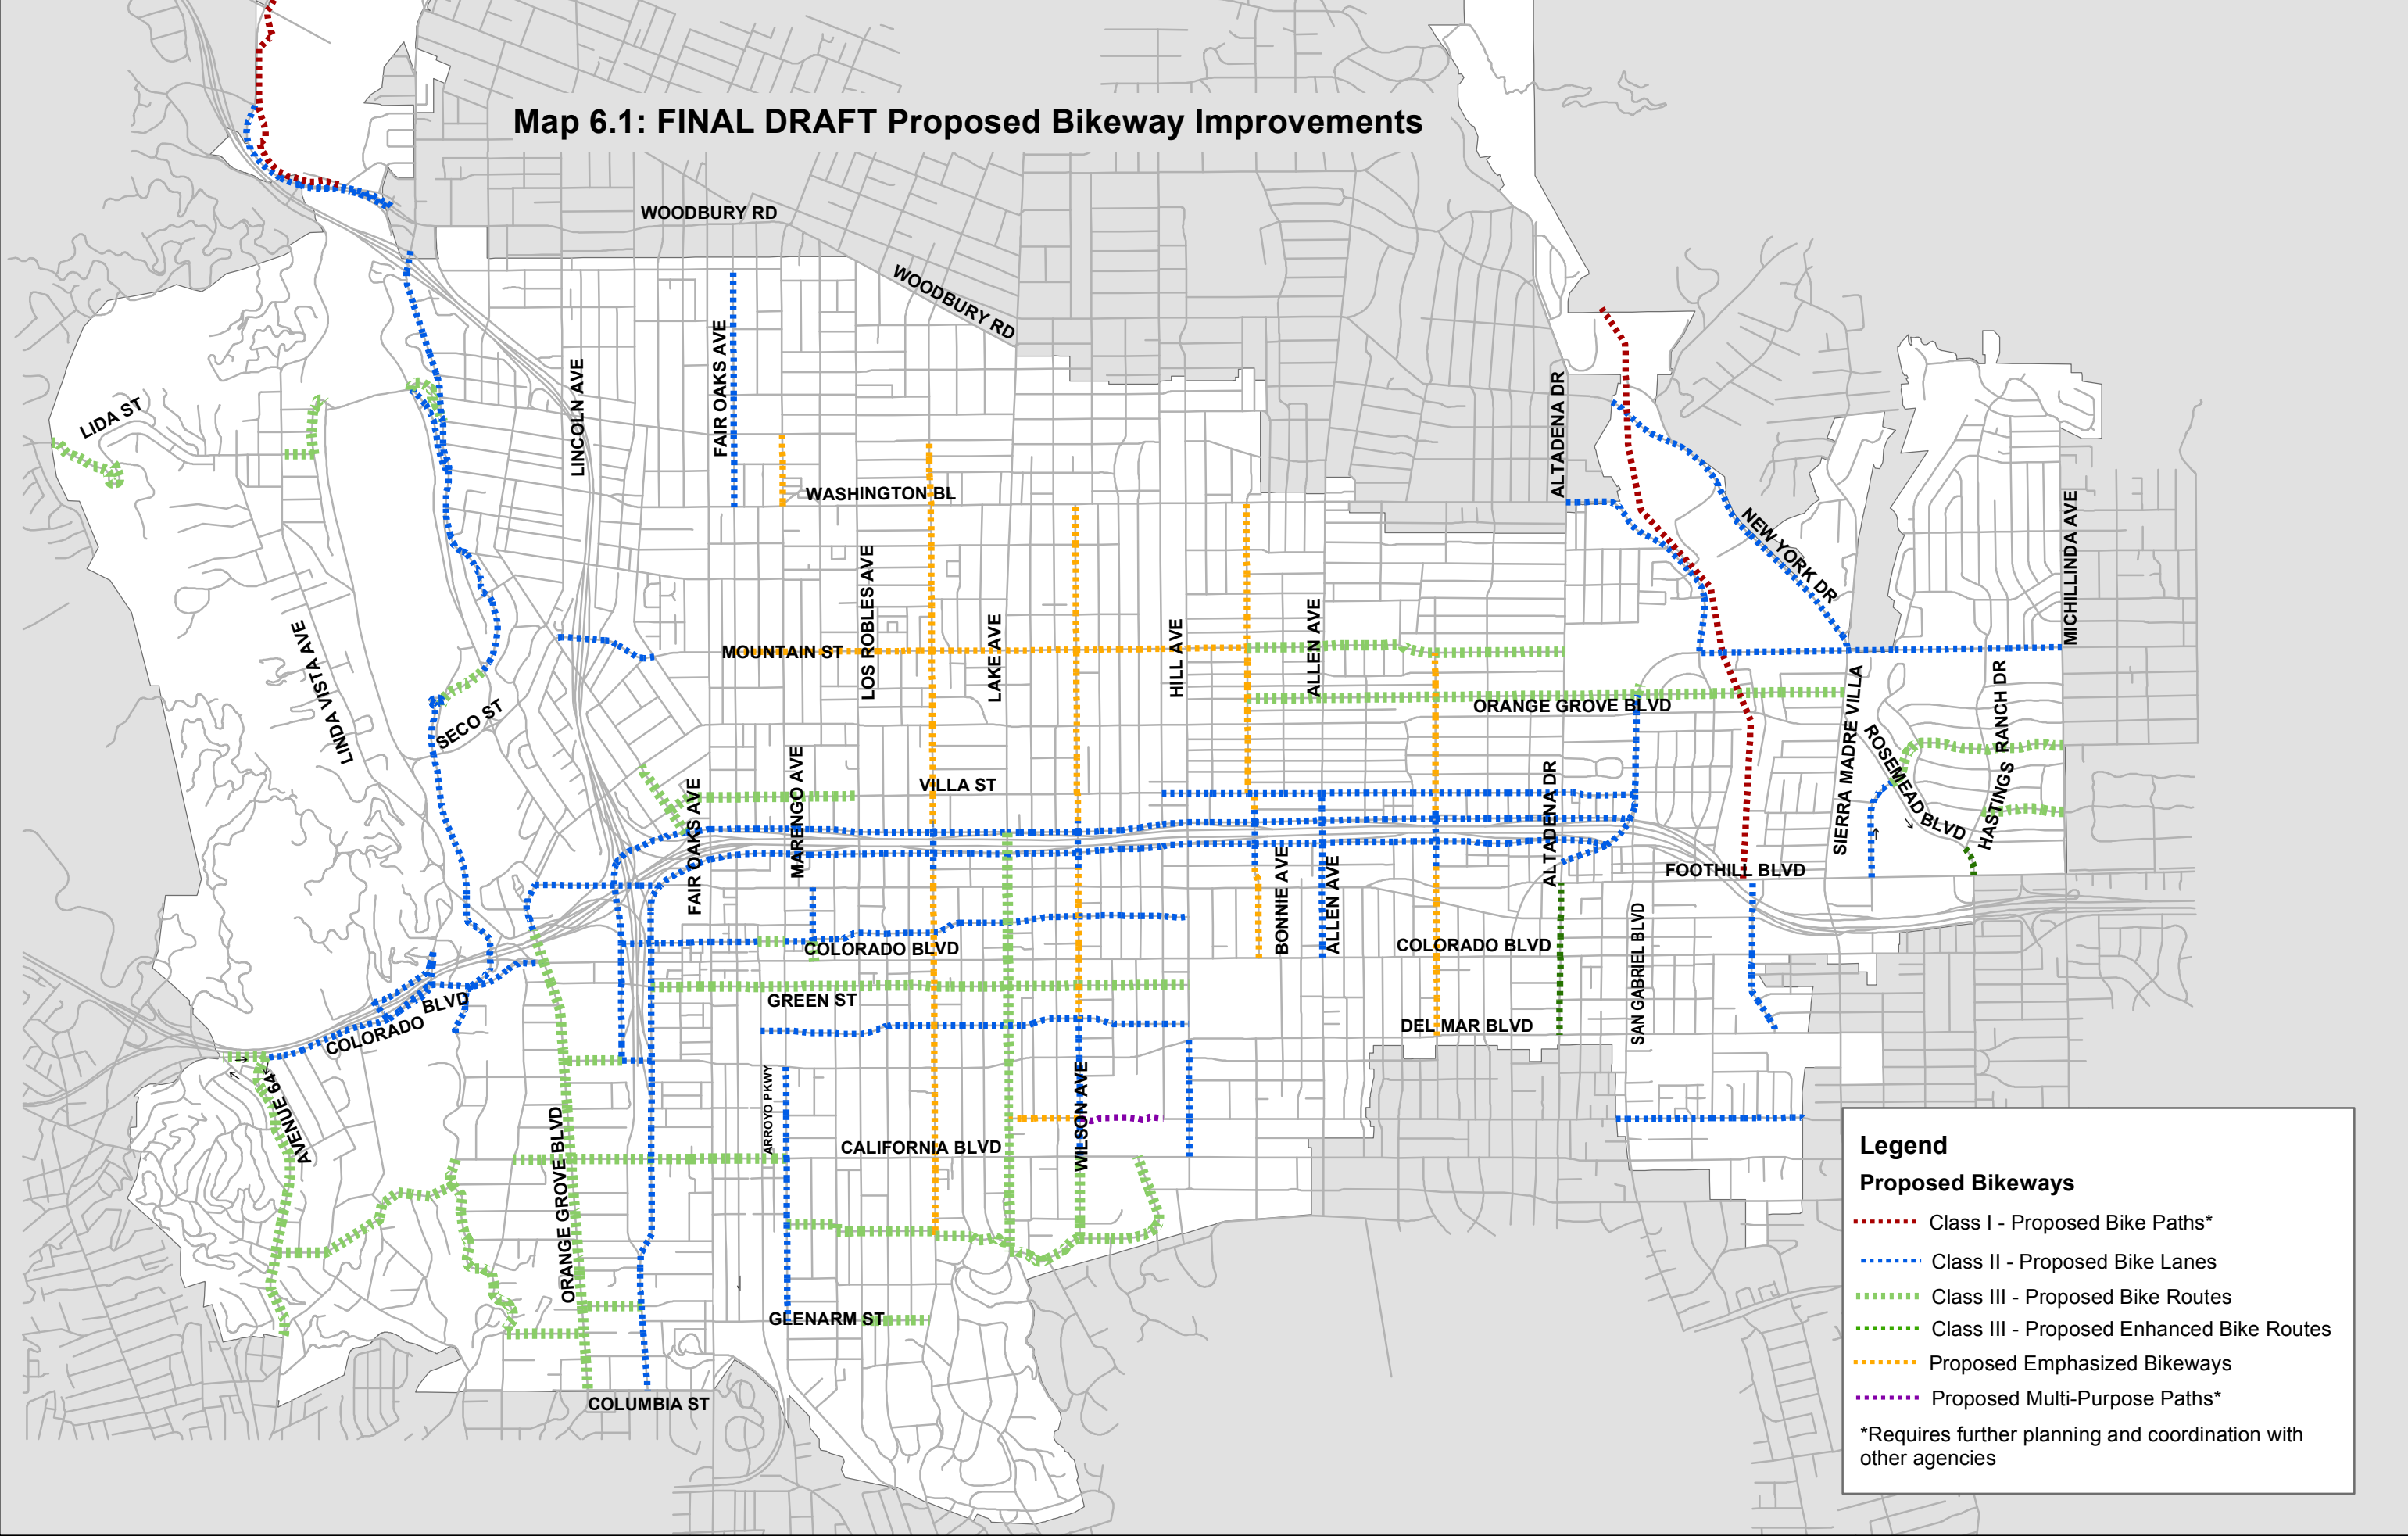 Map 6.1: FINAL DRAFT Proposed Bikeway Improvements
WOODBURY RD
WOODBURY RD
LIDA ST
LINCOLN AVE
FAIR OAKS AVE
ALTADENA DR
WASHINGTON BL
NEW YORK DR
MICHILLINDA AVE
LOS ROBLES AVE
LINDA VISTA AVE
MOUNTAIN ST
LAKE AVE
HILL AVE
ALLEN AVE
SECO ST
ORANGE GROVE BLVD
SIERRA MADRE VILLA
ROSEMEAD BLVD
HASTINGS RANCH DR
FAIR OAKS AVE
MARENGO AVE
VILLA ST
ALTADENA DR
FOOTHILL BLVD
BONNIE AVE
ALLEN AVE
COLORADO BLVD
COLORADO BLVD
SAN GABRIEL BLVD
COLORADO BLVD
GREEN ST
DEL MAR BLVD
AVENUE 64
ARROYO PKWY
WILSON AVE
ORANGE GROVE BLVD
CALIFORNIA BLVD
GLENARM ST
COLUMBIA ST
Legend
Proposed Bikeways
Class I - Proposed Bike Paths*
Class II - Proposed Bike Lanes
Class III - Proposed Bike Routes
Class III - Proposed Enhanced Bike Routes
Proposed Emphasized Bikeways
Proposed Multi-Purpose Paths*
*Requires further planning and coordination with
other agencies